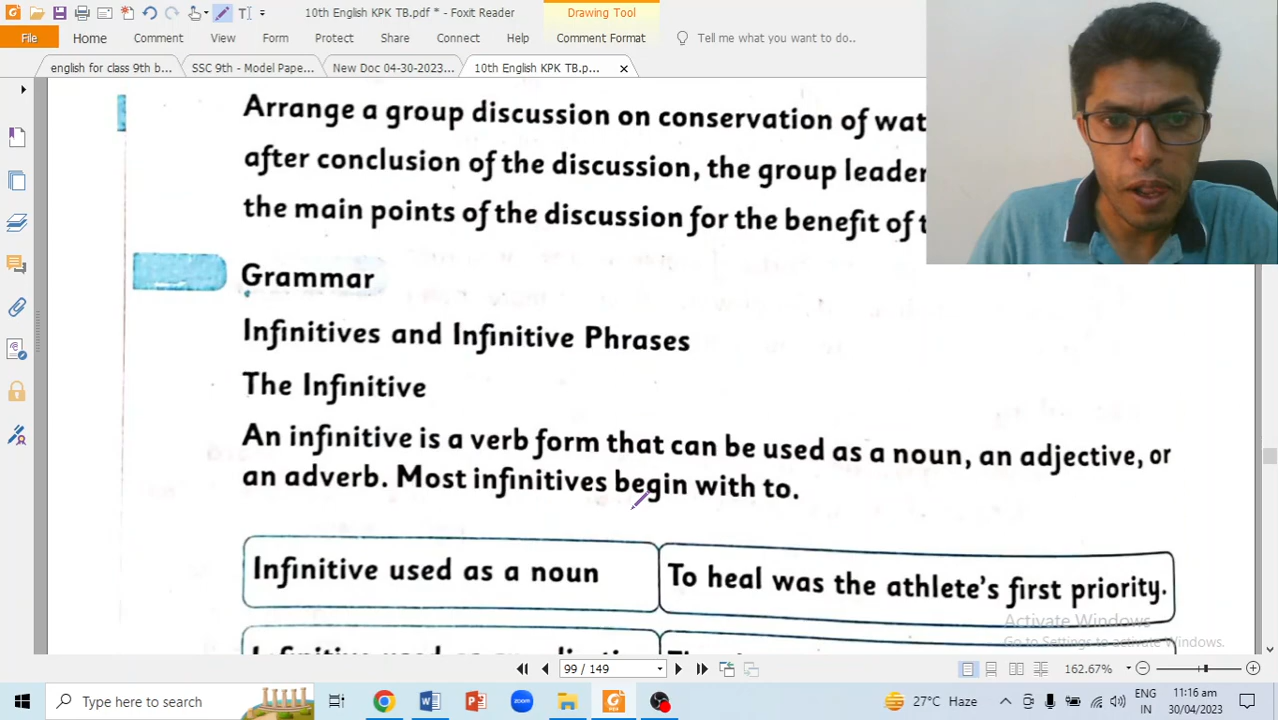 10th English KPK TB.pdf * - Foxit Reader
Drawing Tool
File
Home
Comment
View
Form
Protect
Share
Connect
Help
Comment Format
Tell me what you want to do..
english for class 9th b...
SSC 9th - Model Pape...
New Doc 04-30-2023...
10th English KPK TB.p...
Arrange a group discussion on conservation of wat
after conclusion of the discussion, the group leader
the main points of the discussion for the benefit of t
Grammar
Infinitives and Infinitive Phrases
The Infinitive
An infinitive is a verb form that can be used as a noun, an adjective, or
an adverb. Most infinitives begin with to.
Infinitive used as a noun
To heal was the athlete's first priority.
Activate Windows
Go to Settings to activate Windows.
99 / 149
162.67%
Type here to search
zoom
27°C Haze
ENG
IN
11:16 am
30/04/2023